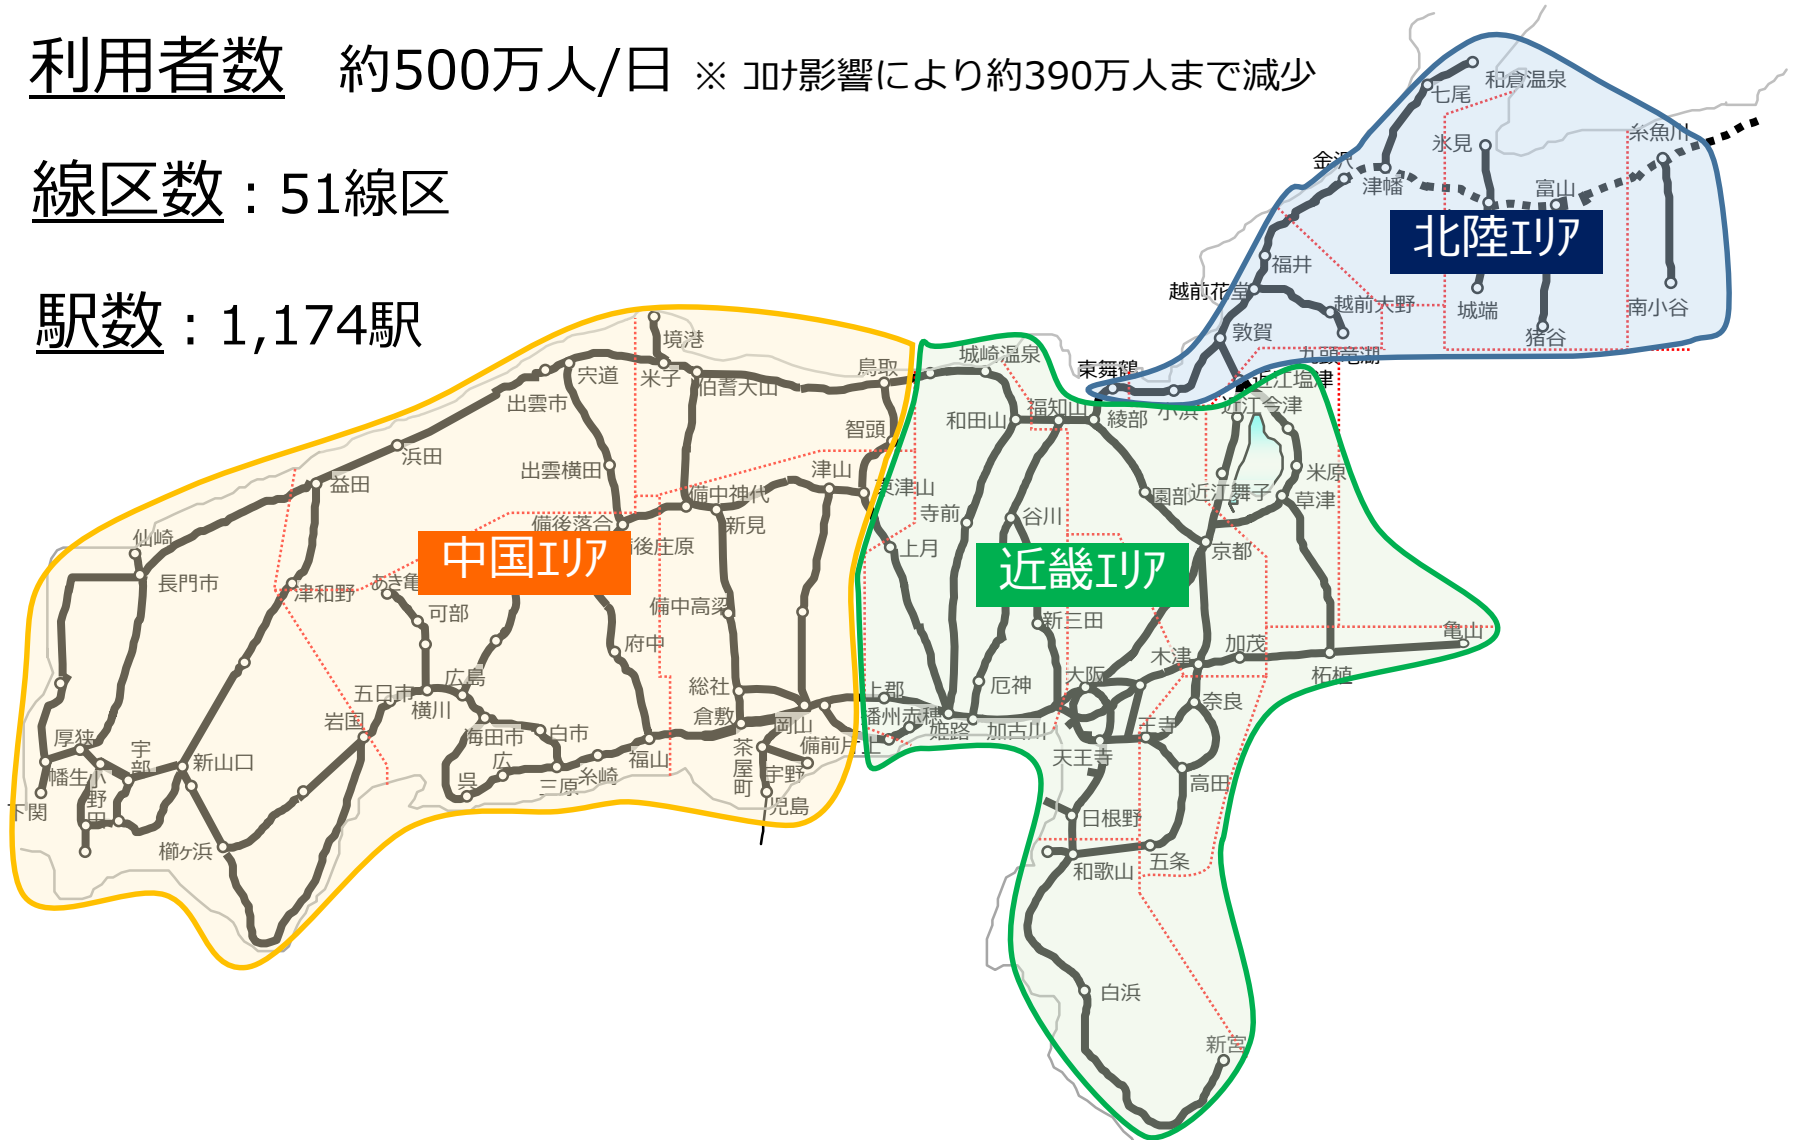 利用者数　約500万人/日 ※ ｺﾛﾅ影響により約390万人まで減少
線区数：51線区
駅数：1,174駅
和倉温泉
七尾
氷見
糸魚川
金沢
津幡
富山
北陸ｴﾘｱ
福井
越前花堂
越前大野
城端
南小谷
猪谷
敦賀
九頭竜湖
東舞鶴
小浜
近江塩津
近江今津
境港
米子
伯耆大山
鳥取
城崎温泉
宍道
出雲市
智頭
和田山
福知山
綾部
浜田
出雲横田
津山
東津山
米原
益田
備中神代
新見
寺前
谷川
園部
近江舞子
草津
備後落合
備後庄原
仙崎
長門市
中国ｴﾘｱ
上月
近畿ｴﾘｱ
京都
津和野
あき亀
可部
備中高梁
新三田
府中
加茂
亀山
木津
柘植
広島
五日市
横川
総社
倉敷
岡山
上郡
播州赤穂
姫路
加古川
厄神
大阪
奈良
王寺
岩国
海田市
白市
広
呉
三原
糸崎
福山
茶屋町
宇野
児島
備前片上
天王寺
高田
厚狭
宇部
新山口
幡生
小野田
下関
櫛ヶ浜
日根野
和歌山
五条
白浜
新宮